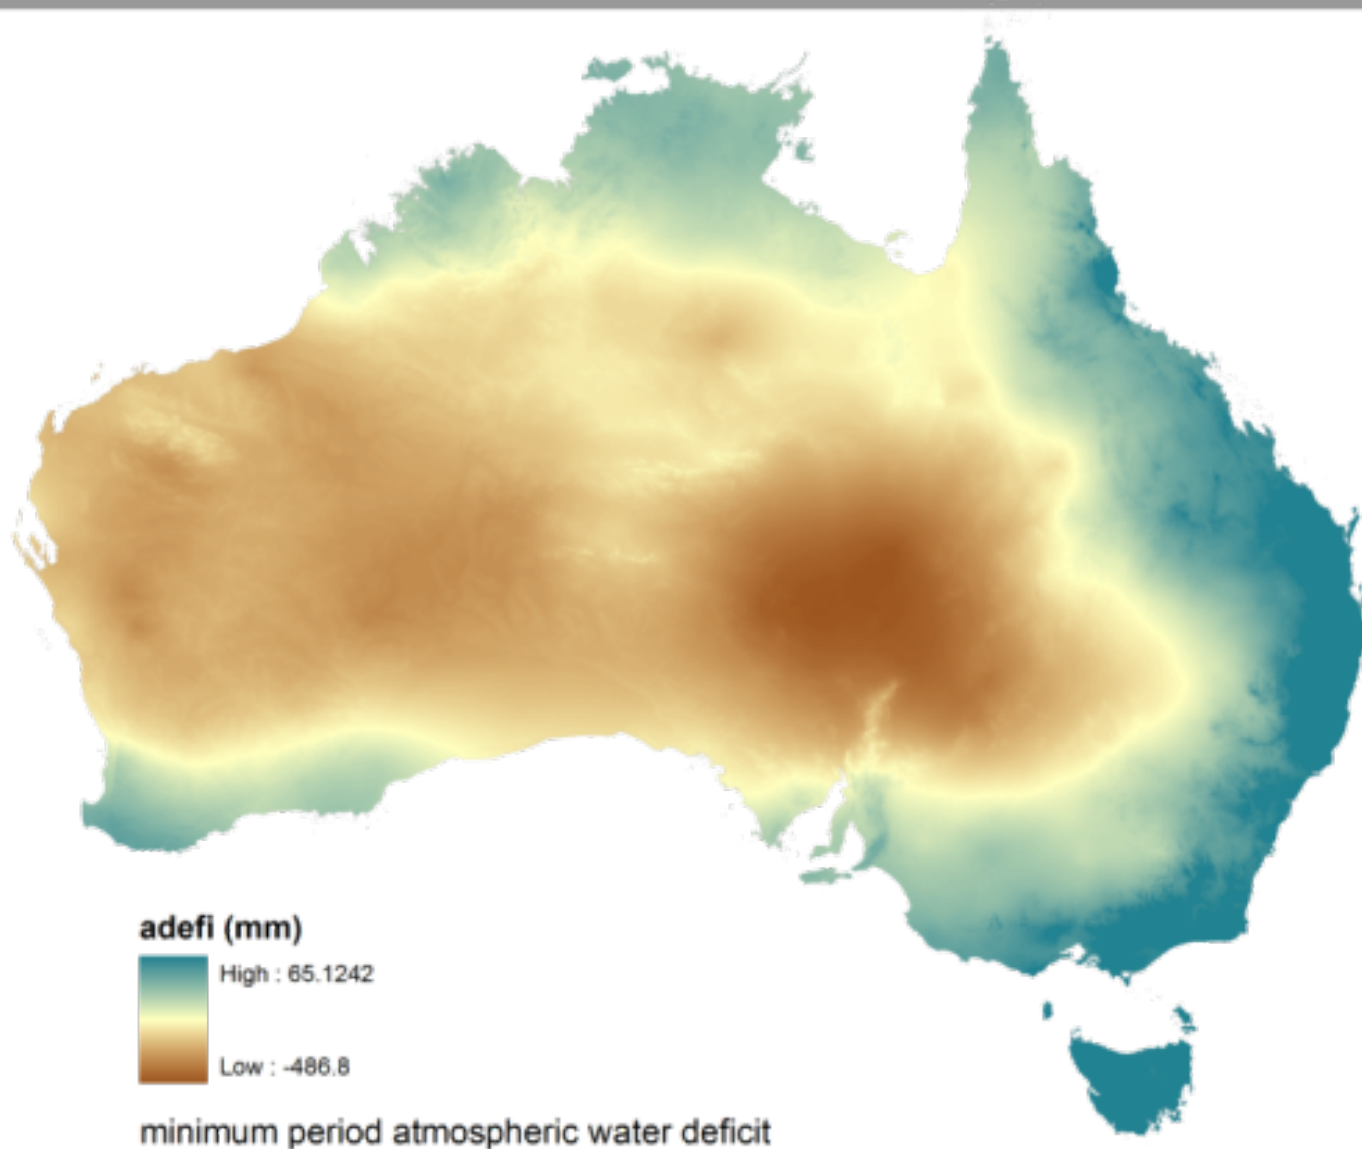 adefi (mm)
High : 65.1242
Low : -486.8
minimum period atmospheric water deficit